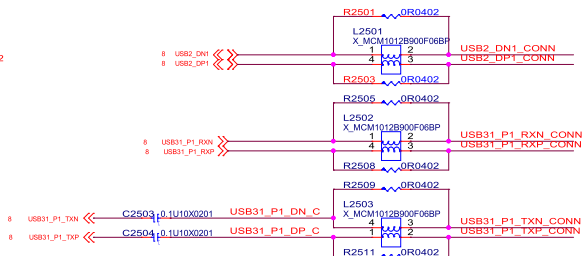 R2501 0R0402
L2501
X_MCM1012B900F06BP
8 USB2_DN1 1 2 USB2_DN1_CONN
8 USB2_DP1 4 3 USB2_DP1_CONN
R2503 0R0402
R2505 0R0402
L2502
X_MCM1012B900F06BP
8 USB31_P1_RXN 1 2 USB31_P1_RXN_CONN
8 USB31_P1_RXP 4 3 USB31_P1_RXP_CONN
R2508 0R0402
R2509 0R0402
L2503
X_MCM1012B900F06BP
8 USB31_P1_TXN C2503 0.1U10X0201 USB31_P1_DN_C 4 3 USB31_P1_TXN_CONN
8 USB31_P1_TXP C2504 0.1U10X0201 USB31_P1_DP_C 1 2 USB31_P1_TXP_CONN
R2511 0R0402